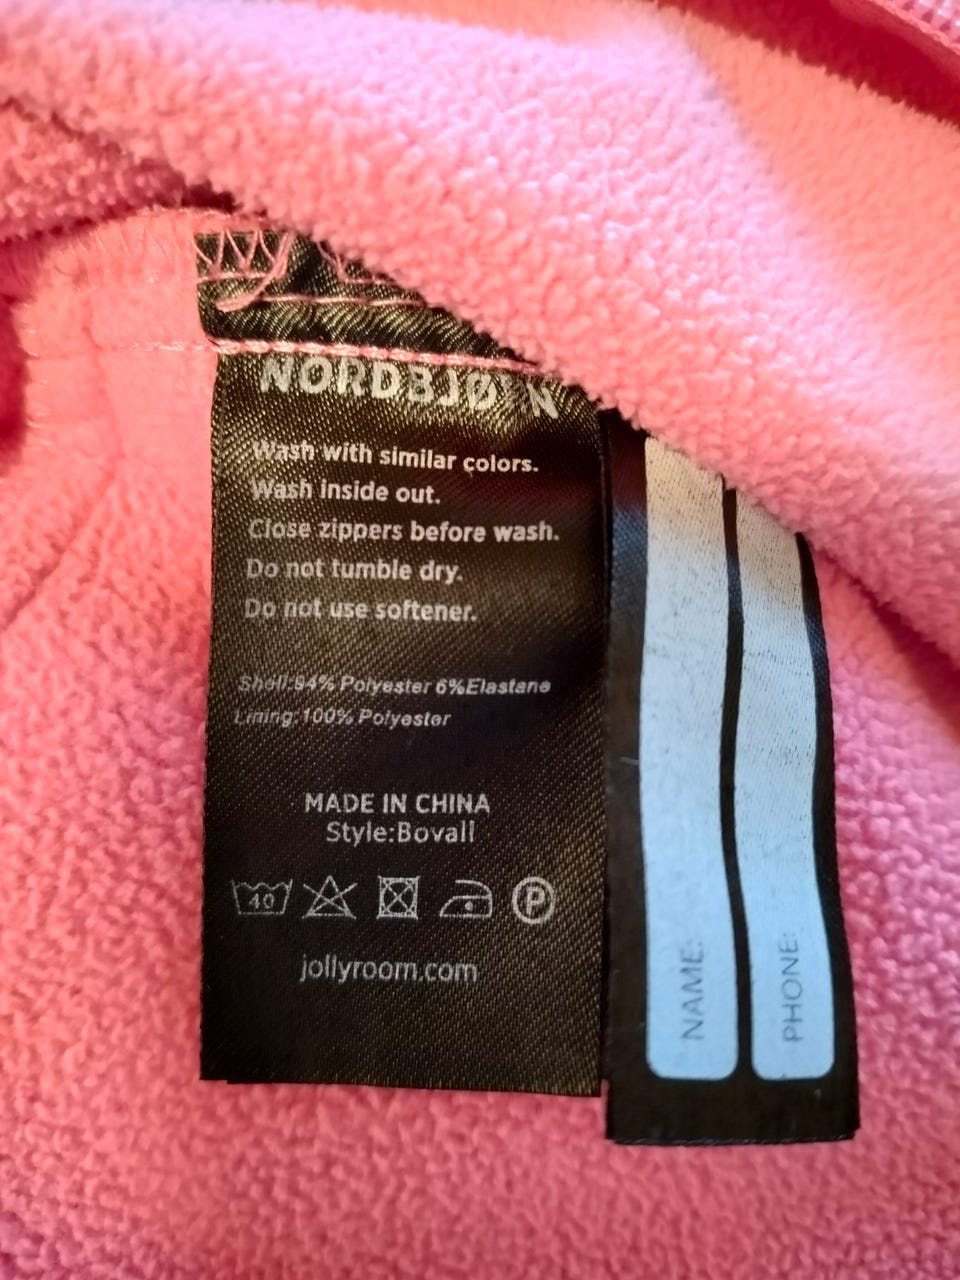 NORDBJØ N
Wash with similar colors.
Wash inside out.
Close zippers before wash.
Do not tumble dry.
Do not use softener.
Shell:94% Polyester 6%Elastane
Lining:100% Polyester
MADE IN CHINA
Style:Bovall
40
P
jollyroom.com
NAME:
PHONE: